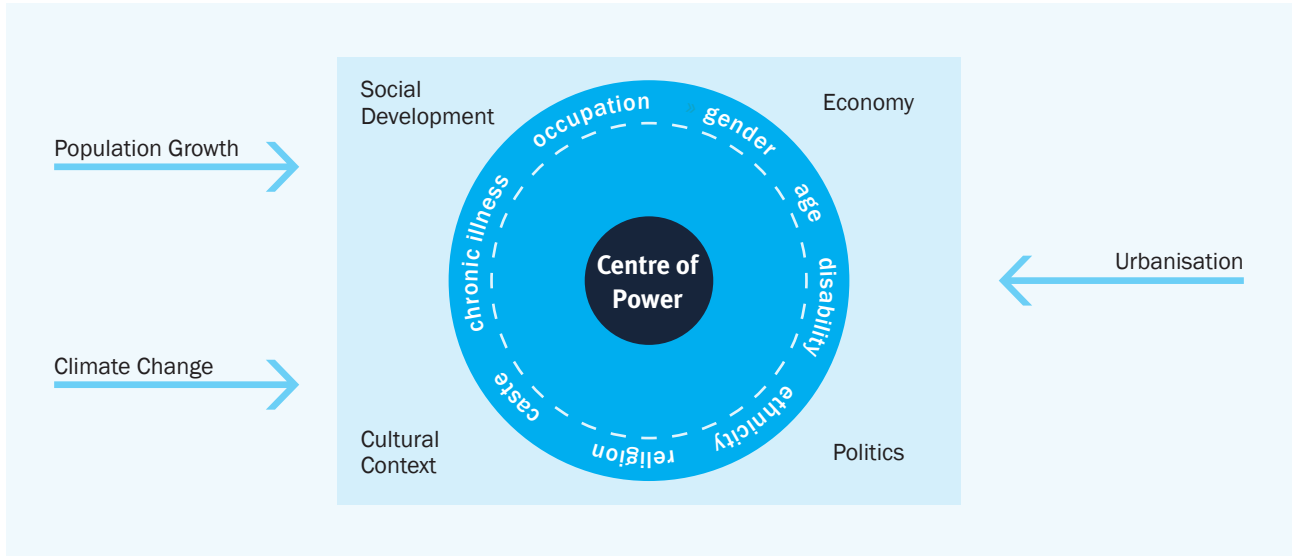 Social
Development
Economy
Population Growth
Climate Change
Cultural
Context
Politics
Urbanisation
occupation
gender
age
disability
ethnicity
religion
caste
chronic illness
Centre of
Power